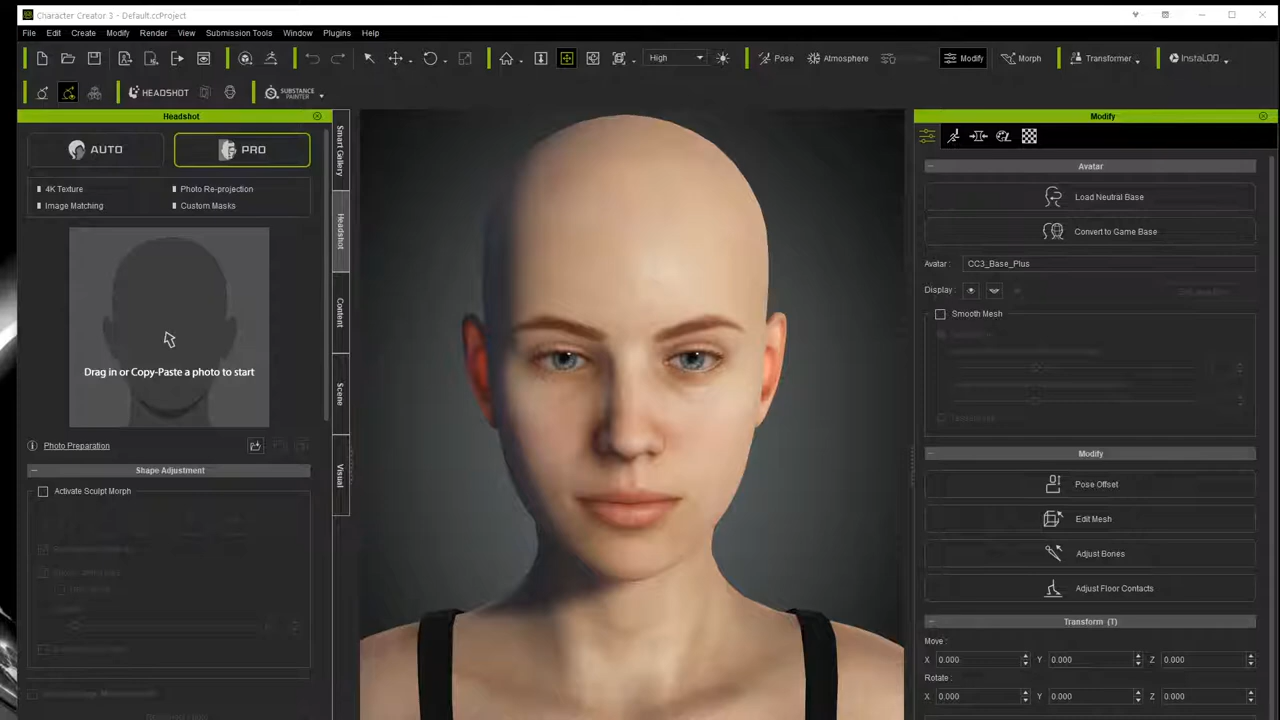 Character Creator 3 - Default.ccProject
File Edit Create Modify Render View Submission Tools Window Plugins Help
High Pose Atmosphere Modify Morph Transformer InstaLOD
HEADSHOT SUBSTANCE PAINTER
Headshot
AUTO PRO
4K Texture Photo Re-projection
Image Matching Custom Masks
Drag in or Copy-Paste a photo to start
Photo Preparation
Shape Adjustment
Activate Sculpt Morph
Smart Gallery
Headshot
Content
Scene
Visual
Modify
Avatar
Load Neutral Base
Convert to Game Base
Avatar : CC3_Base_Plus
Display :
Smooth Mesh
Modify
Pose Offset
Edit Mesh
Adjust Bones
Adjust Floor Contacts
Transform (T)
Move :
X 0.000 Y 0.000 Z 0.000
Rotate :
X 0.000 Y 0.000 Z 0.000